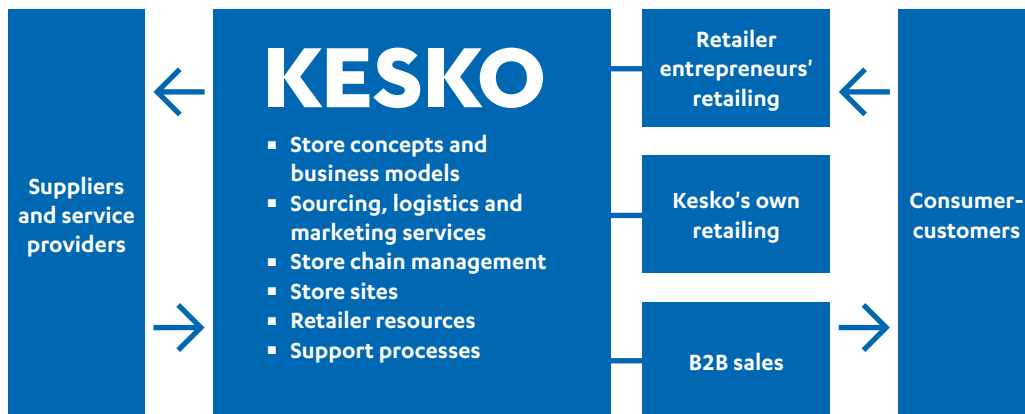 Suppliers
and service
providers
KESKO
▪ Store concepts and
business models
▪ Sourcing, logistics and
marketing services
▪ Store chain management
▪ Store sites
▪ Retailer resources
▪ Support processes
Retailer
entrepreneurs'
retailing
Kesko's own
retailing
B2B sales
Consumer-
customers